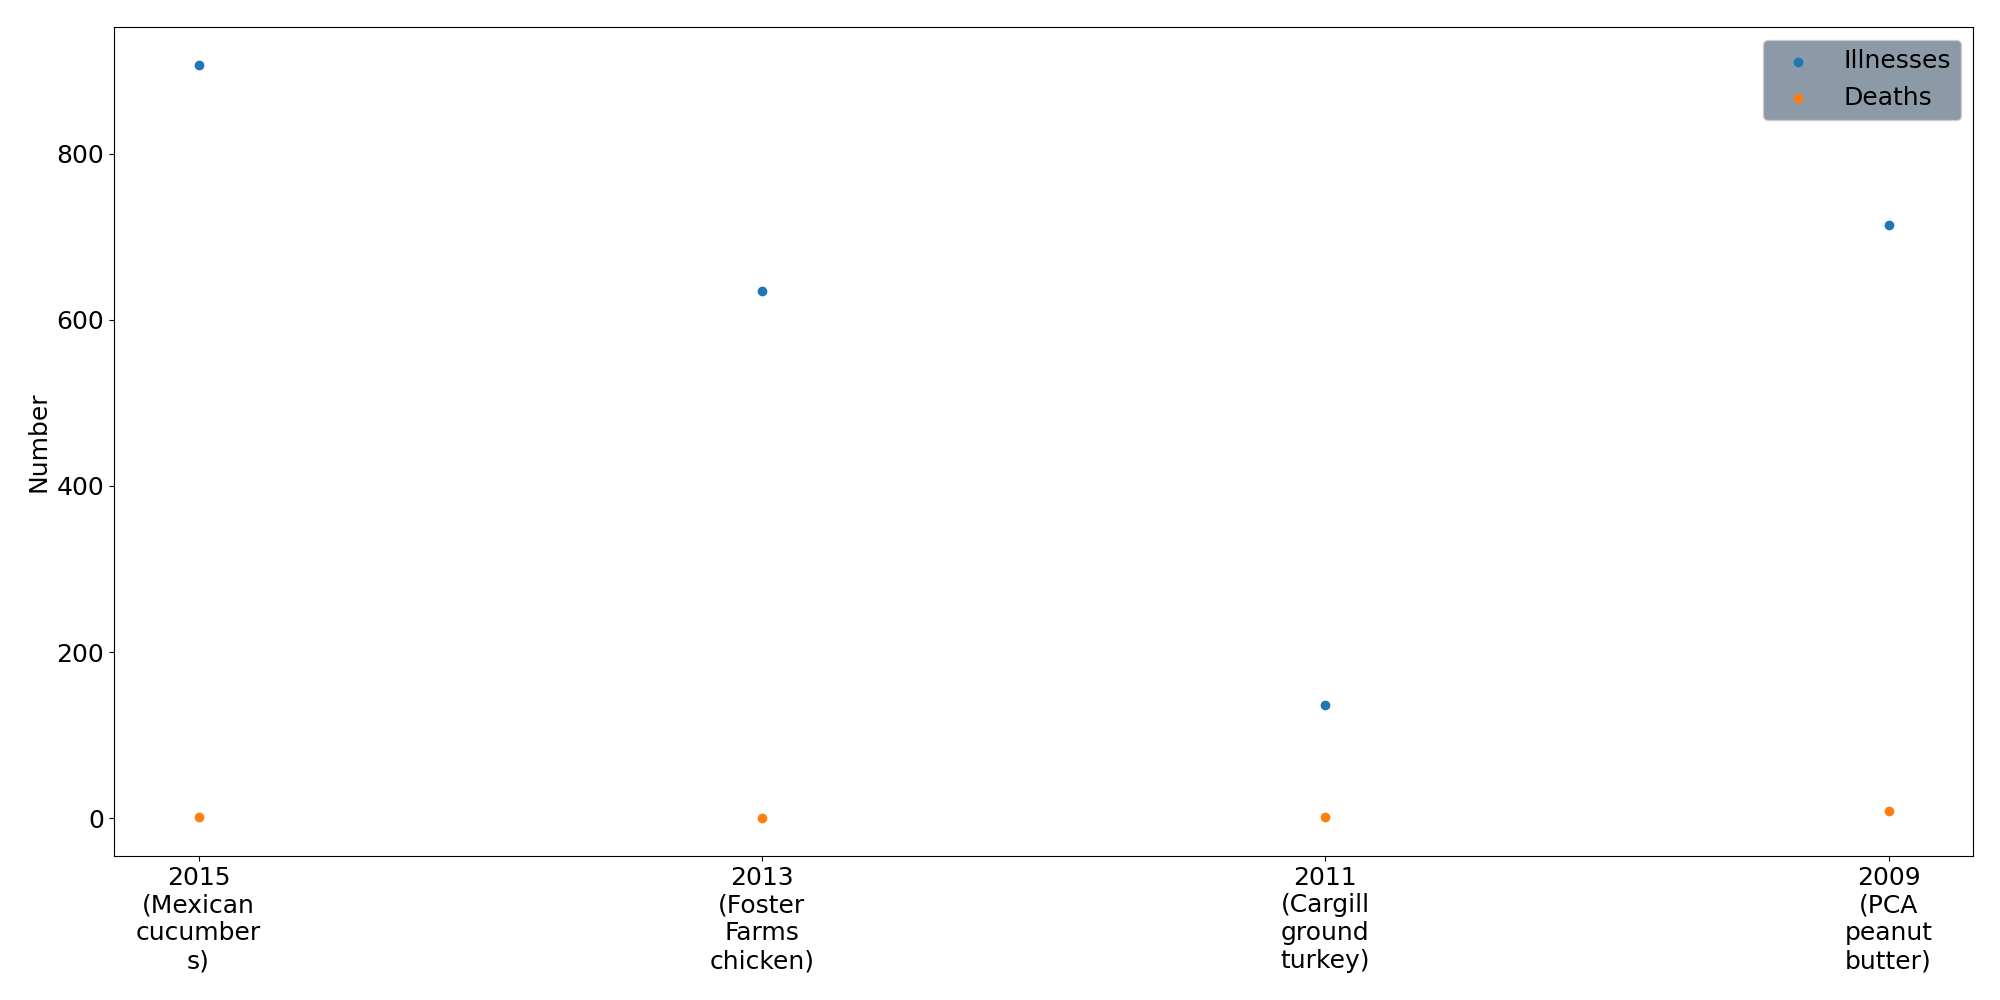 Illnesses
Deaths
Number
800
600
400
200
0
2015
(Mexican
cucumber
s)
2013
(Foster
Farms
chicken)
2011
(Cargill
ground
turkey)
2009
(PCA
peanut
butter)